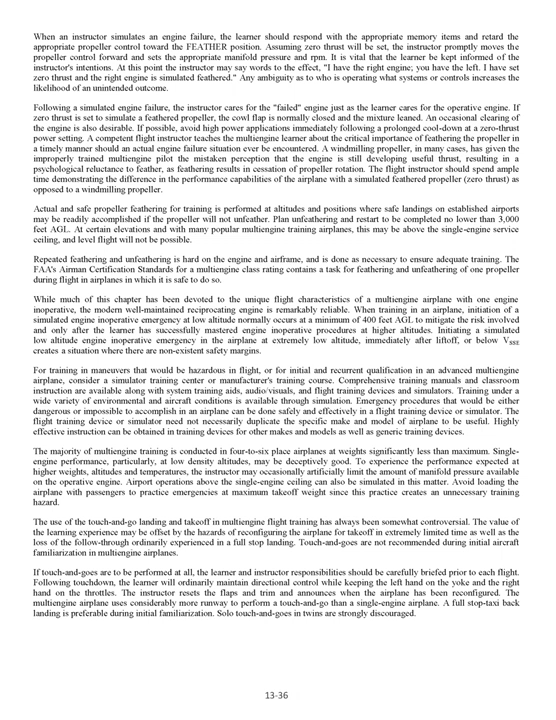 When an instructor simulates an engine failure, the learner should respond with the appropriate memory items and retard the
appropriate propeller control toward the FEATHER position. Assuming zero thrust will be set, the instructor promptly moves the
propeller control forward and sets the appropriate manifold pressure and rpm. It is vital that the learner be kept informed of the
instructor's intentions. At this point the instructor may say words to the effect, "I have the right engine; you have the left. I have set
zero thrust and the right engine is simulated feathered." Any ambiguity as to who is operating what systems or controls increases the
likelihood of an unintended outcome.
Following a simulated engine failure, the instructor cares for the "failed" engine just as the learner cares for the operative engine. If
zero thrust is set to simulate a feathered propeller, the cowl flap is normally closed and the mixture leaned. An occasional clearing of
the engine is also desirable. If possible, avoid high power applications immediately following a prolonged cool-down at a zero-thrust
power setting. A competent flight instructor teaches the multiengine learner about the critical importance of feathering the propeller in
a timely manner should an actual engine failure situation ever be encountered. A windmilling propeller, in many cases, has given the
improperly trained multiengine pilot the mistaken perception that the engine is still developing useful thrust, resulting in a
psychological reluctance to feather, as feathering results in cessation of propeller rotation. The flight instructor should spend ample
time demonstrating the difference in the performance capabilities of the airplane with a simulated feathered propeller (zero thrust) as
opposed to a windmilling propeller.
Actual and safe propeller feathering for training is performed at altitudes and positions where safe landings on established airports
may be readily accomplished if the propeller will not unfeather. Plan unfeathering and restart to be completed no lower than 3,000
feet AGL. At certain elevations and with many popular multiengine training airplanes, this may be above the single-engine service
ceiling, and level flight will not be possible.
Repeated feathering and unfeathering is hard on the engine and airframe, and is done as necessary to ensure adequate training. The
FAA's Airman Certification Standards for a multiengine class rating contains a task for feathering and unfeathering of one propeller
during flight in airplanes in which it is safe to do so.
While much of this chapter has been devoted to the unique flight characteristics of a multiengine airplane with one engine
inoperative, the modern well-maintained reciprocating engine is remarkably reliable. When training in an airplane, initiation of a
simulated engine inoperative emergency at low altitude normally occurs at a minimum of 400 feet AGL to mitigate the risk involved
and only after the learner has successfully mastered engine inoperative procedures at higher altitudes. Initiating a simulated
low altitude engine inoperative emergency in the airplane at extremely low altitude, immediately after liftoff, or below VSSE
creates a situation where there are non-existent safety margins.
For training in maneuvers that would be hazardous in flight, or for initial and recurrent qualification in an advanced multiengine
airplane, consider a simulator training center or manufacturer's training course. Comprehensive training manuals and classroom
instruction are available along with system training aids, audio/visuals, and flight training devices and simulators. Training under a
wide variety of environmental and aircraft conditions is available through simulation. Emergency procedures that would be either
dangerous or impossible to accomplish in an airplane can be done safely and effectively in a flight training device or simulator. The
flight training device or simulator need not necessarily duplicate the specific make and model of airplane to be useful. Highly
effective instruction can be obtained in training devices for other makes and models as well as generic training devices.
The majority of multiengine training is conducted in four-to-six place airplanes at weights significantly less than maximum. Single-
engine performance, particularly, at low density altitudes, may be deceptively good. To experience the performance expected at
higher weights, altitudes and temperatures, the instructor may occasionally artificially limit the amount of manifold pressure available
on the operative engine. Airport operations above the single-engine ceiling can also be simulated in this matter. Avoid loading the
airplane with passengers to practice emergencies at maximum takeoff weight since this practice creates an unnecessary training
hazard.
The use of the touch-and-go landing and takeoff in multiengine flight training has always been somewhat controversial. The value of
the learning experience may be offset by the hazards of reconfiguring the airplane for takeoff in extremely limited time as well as the
loss of the follow-through ordinarily experienced in a full stop landing. Touch-and-goes are not recommended during initial aircraft
familiarization in multiengine airplanes.
If touch-and-goes are to be performed at all, the learner and instructor responsibilities should be carefully briefed prior to each flight.
Following touchdown, the learner will ordinarily maintain directional control while keeping the left hand on the yoke and the right
hand on the throttles. The instructor resets the flaps and trim and announces when the airplane has been reconfigured. The
multiengine airplane uses considerably more runway to perform a touch-and-go than a single-engine airplane. A full stop-taxi back
landing is preferable during initial familiarization. Solo touch-and-goes in twins are strongly discouraged.
13-36